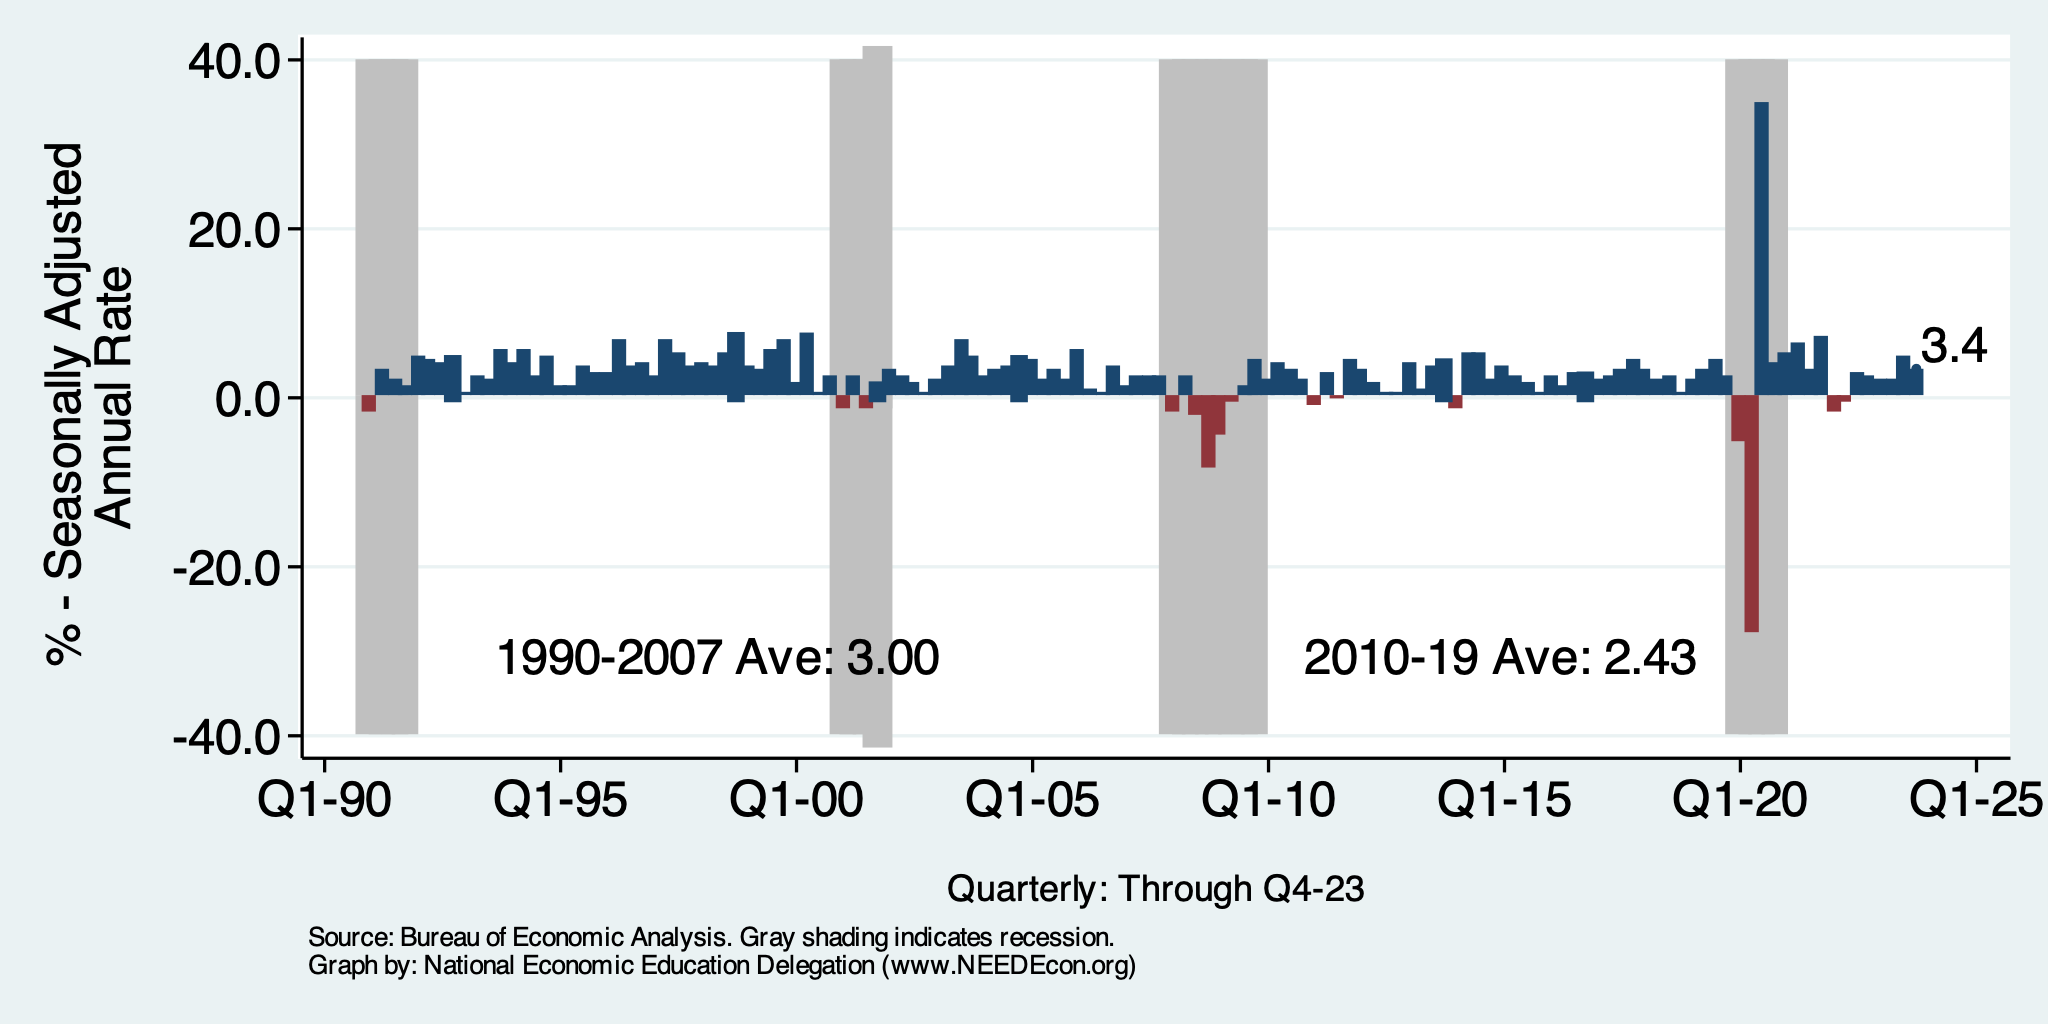 % - Seasonally Adjusted
Annual Rate
40.0
20.0
0.0
-20.0
-40.0
3.4
1990-2007 Ave: 3.00
2010-19 Ave: 2.43
Q1-90
Q1-95
Q1-00
Q1-05
Q1-10
Q1-15
Q1-20
Q1-25
Quarterly: Through Q4-23
Source: Bureau of Economic Analysis. Gray shading indicates recession.
Graph by: National Economic Education Delegation (www.NEEDEcon.org)